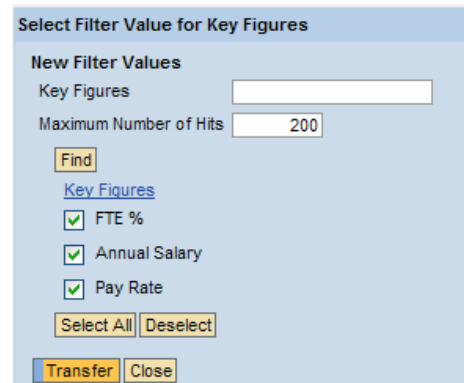 Select Filter Value for Key Figures
New Filter Values
Key Figures
Maximum Number of Hits 200
Find
Key Figures
FTE %
Annual Salary
Pay Rate
Select All Deselect
Transfer Close